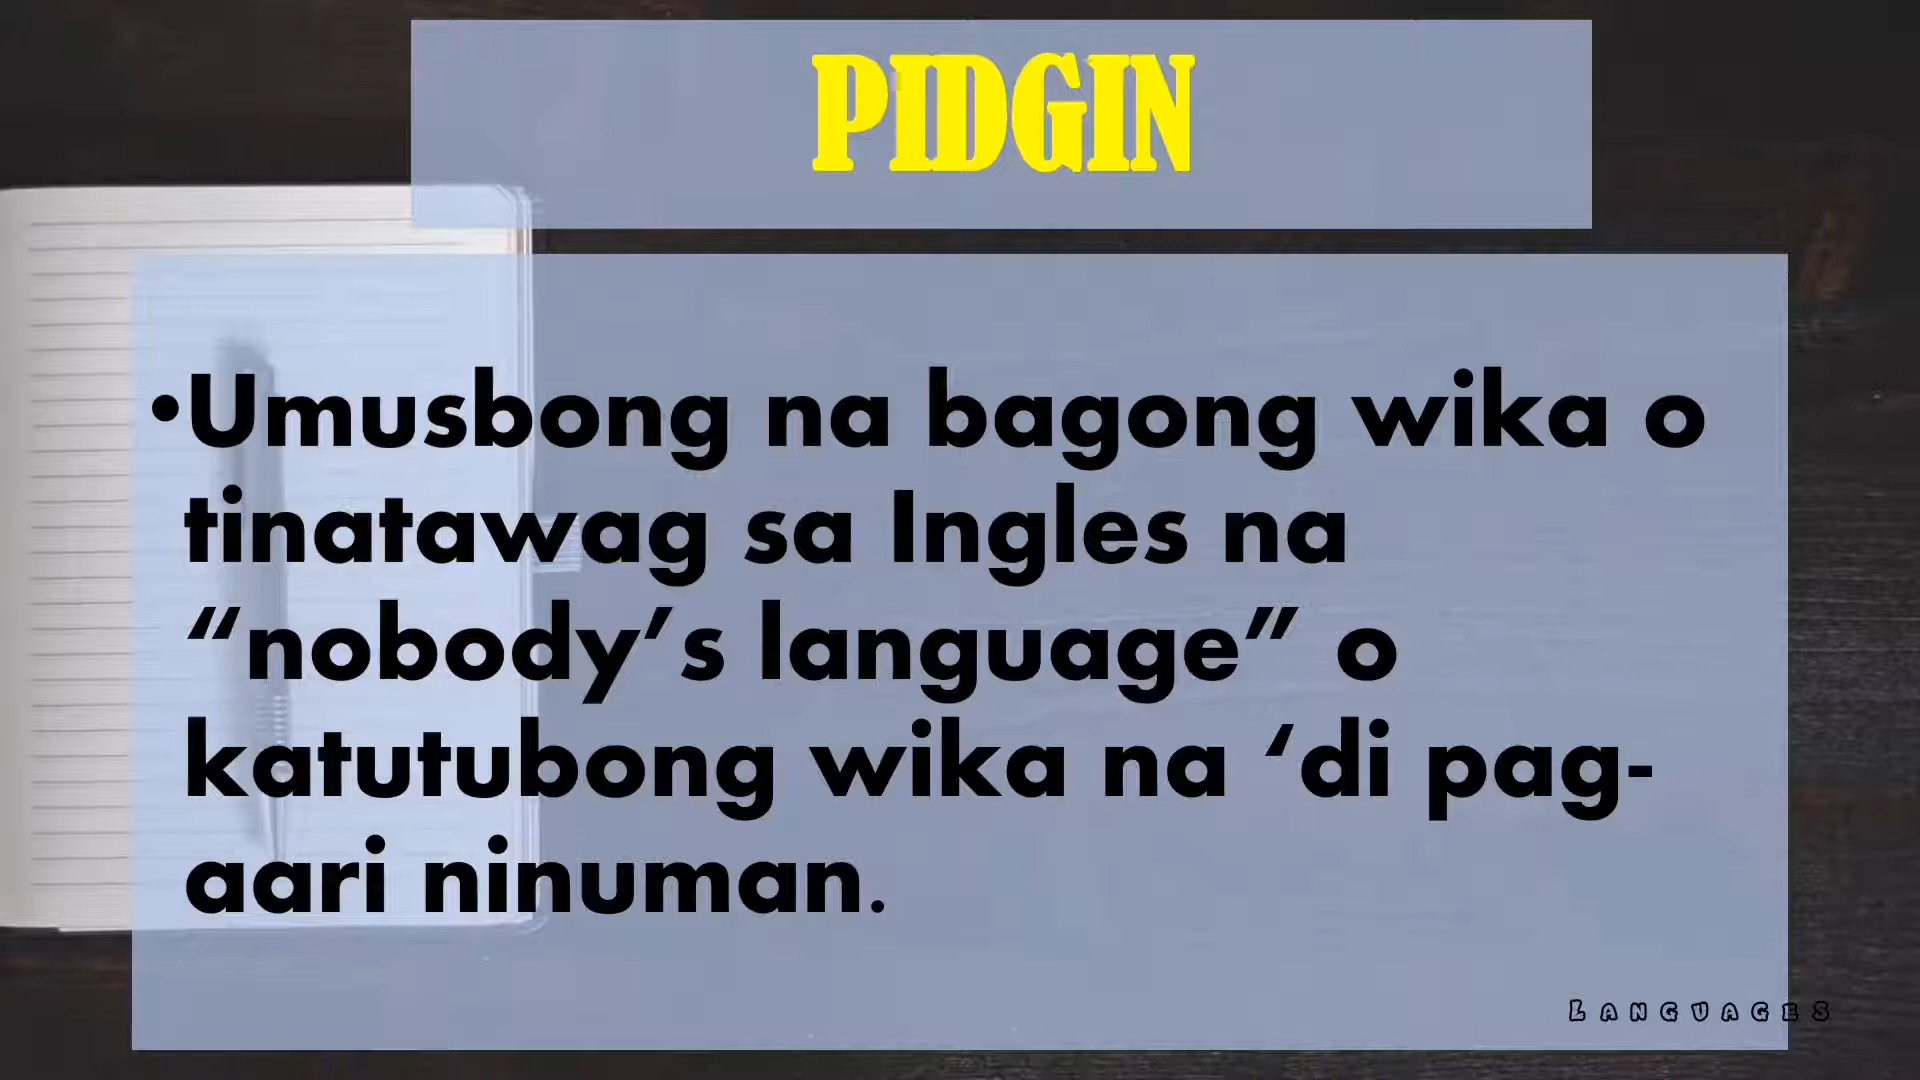 PIDGIN
•Umusbong na bagong wika o
tinatawag sa Ingles na
“nobody’s language” o
katutubong wika na ‘di pag-
aari ninuman.
LANGUAGES